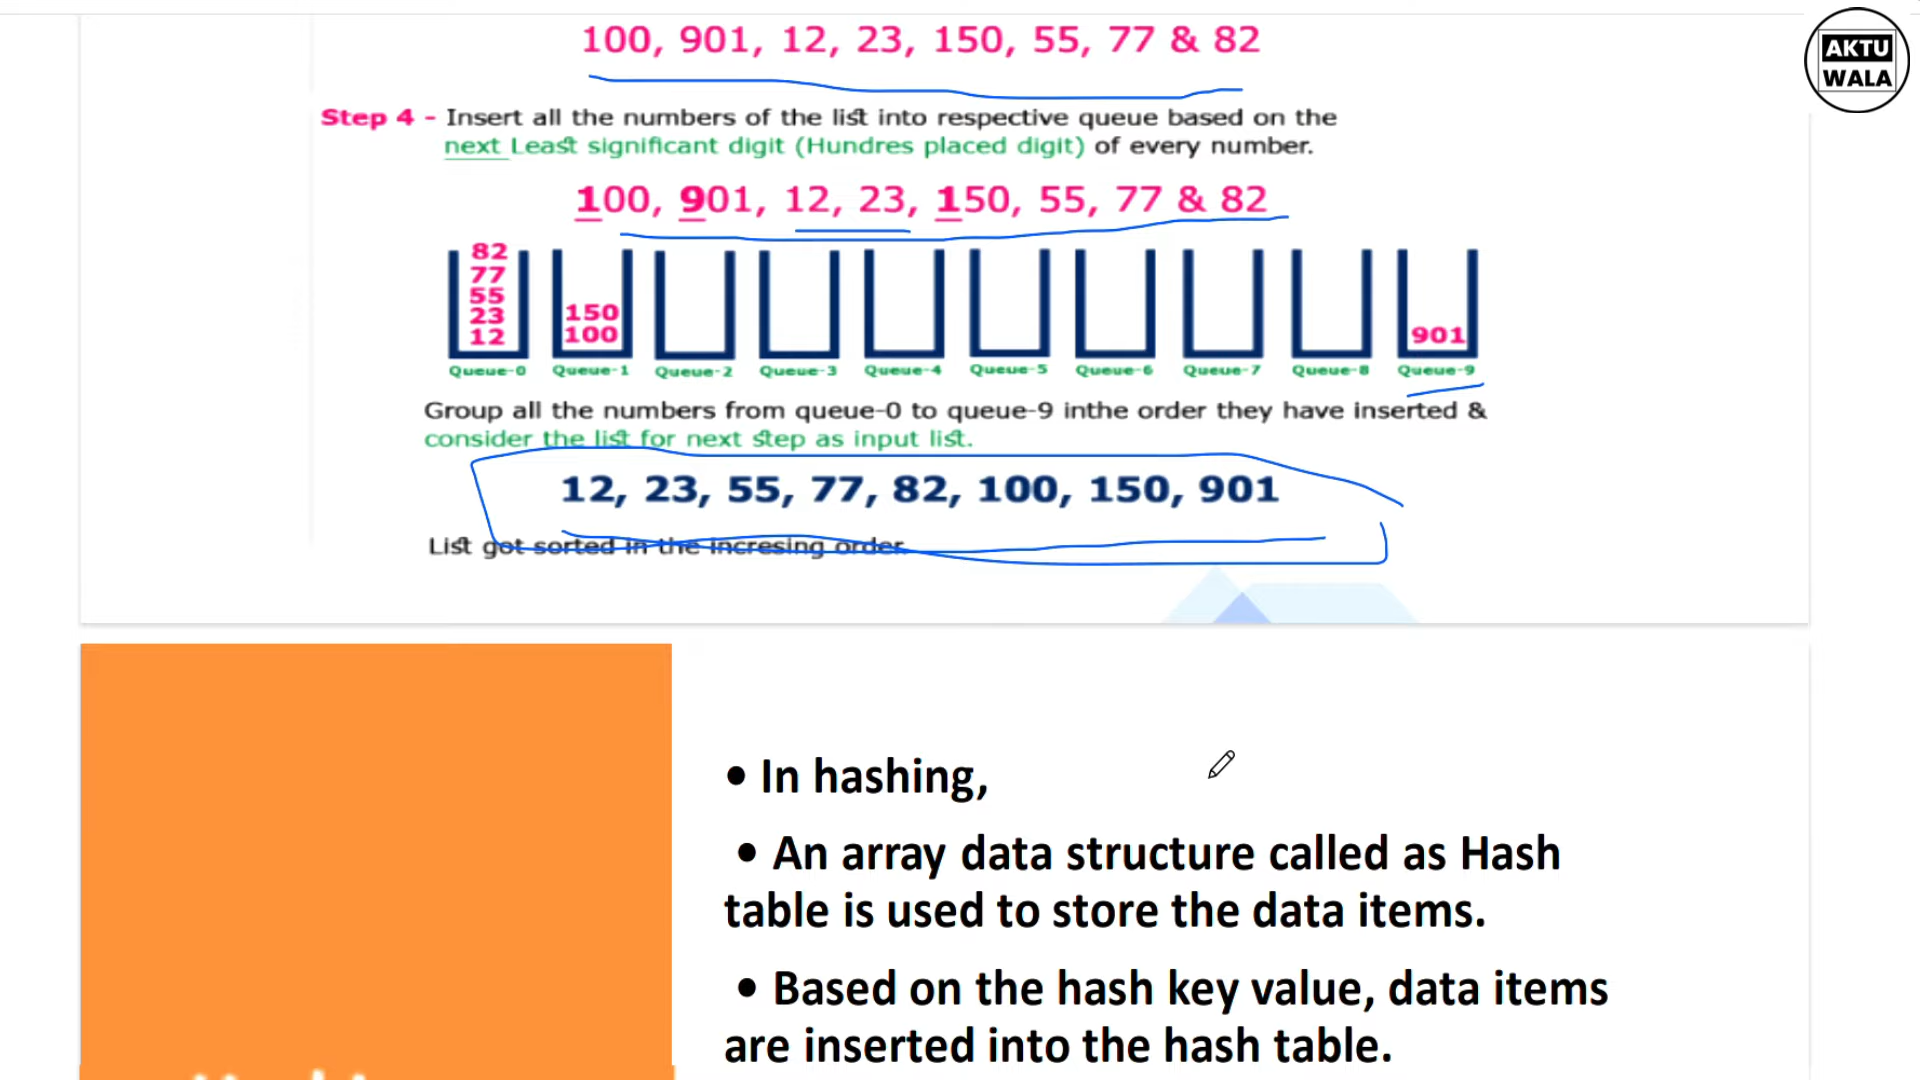 100, 901, 12, 23, 150, 55, 77 & 82
AKTU
WALA
Step 4 - Insert all the numbers of the list into respective queue based on the
next Least significant digit (Hundres placed digit) of every number.
100, 901, 12, 23, 150, 55, 77 & 82
82
77
55
23
12
150
100
901
Queue-0 Queue-1 Queue-2 Queue-3 Queue-4 Queue-5 Queue-6 Queue-7 Queue-8 Queue-9
Group all the numbers from queue-0 to queue-9 inthe order they have inserted &
consider the list for next step as input list.
12, 23, 55, 77, 82, 100, 150, 901
List got sorted in the incresing order.
• In hashing,
• An array data structure called as Hash
table is used to store the data items.
• Based on the hash key value, data items
are inserted into the hash table.